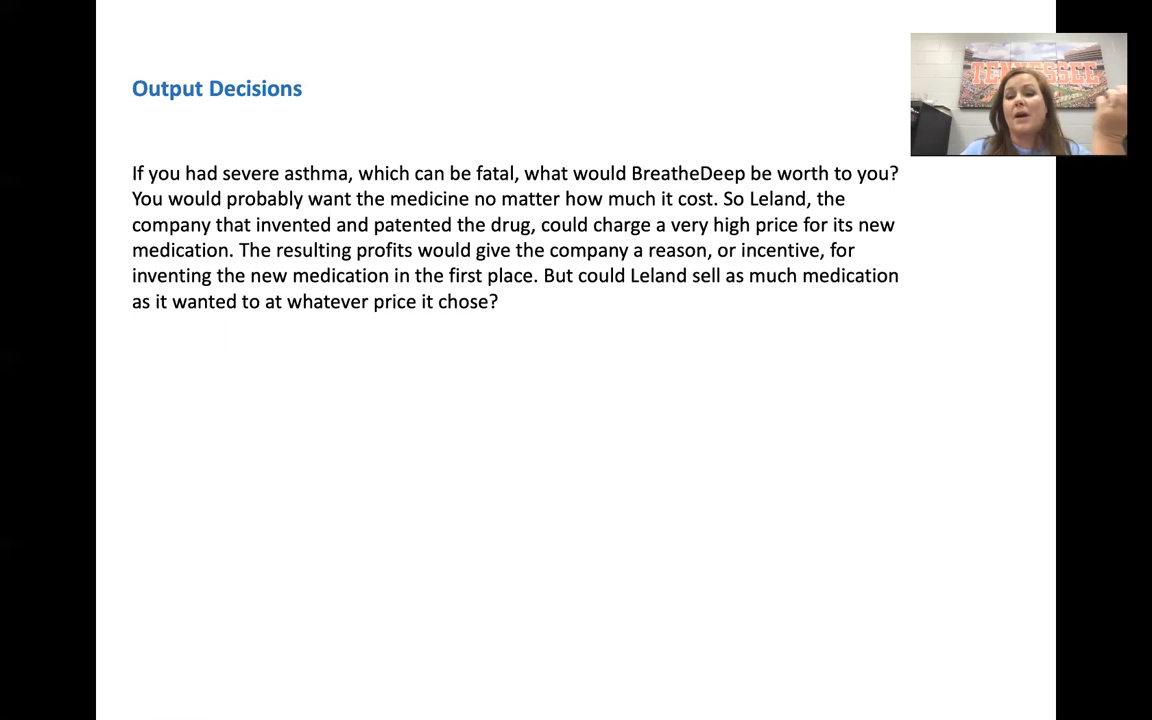 Output Decisions
TENNESSEE
If you had severe asthma, which can be fatal, what would BreatheDeep be worth to you?
You would probably want the medicine no matter how much it cost. So Leland, the
company that invented and patented the drug, could charge a very high price for its new
medication. The resulting profits would give the company a reason, or incentive, for
inventing the new medication in the first place. But could Leland sell as much medication
as it wanted to at whatever price it chose?